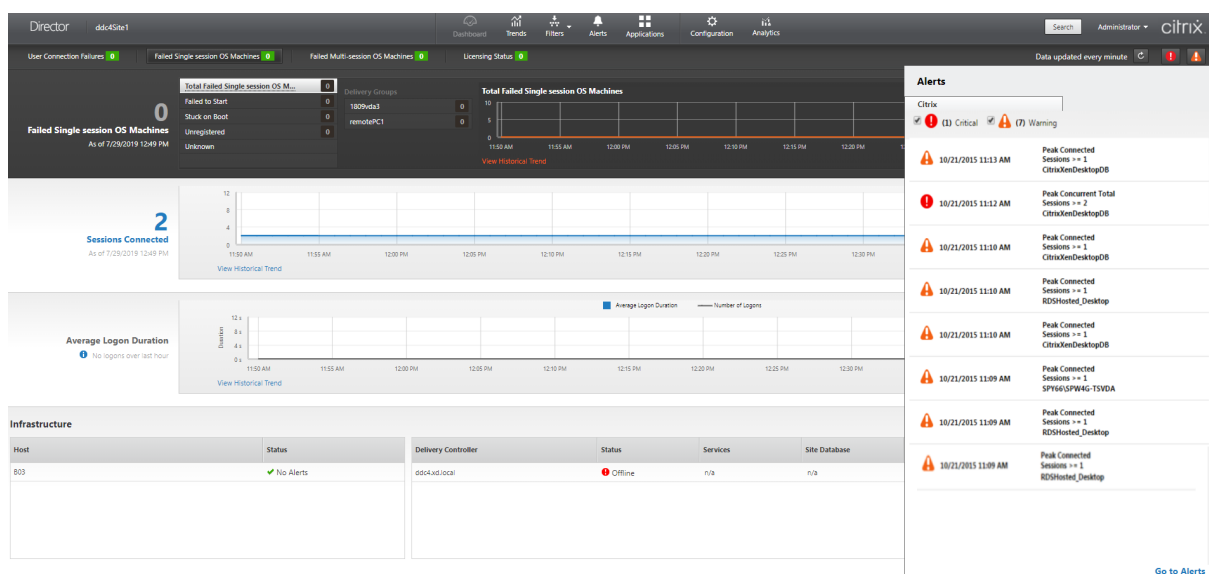 Director ddc4Site1 Dashboard Trends Filters Alerts Applications Configuration Analytics Search Administrator citrix
User Connection Failures 0 Failed Single session OS Machines 0 Failed Multi-session OS Machines 0 Licensing Status 0 Data updated every minute
0
Failed Single session OS Machines
As of 7/29/2019 12:49 PM
Total Failed Single session OS M... 0
Failed to Start 0
Stuck on Boot 0
Unregistered 0
Unknown
Delivery Groups
1809vda3 0
remotePC1 0
Total Failed Single session OS Machines
10
5
0
11:50 AM 11:55 AM 12:00 PM 12:05 PM 12:10 PM 12:15 PM 12:20 PM
View Historical Trend
2
Sessions Connected
As of 7/29/2019 12:49 PM
12
8
4
0
11:50 AM 11:55 AM 12:00 PM 12:05 PM 12:10 PM 12:15 PM 12:20 PM 12:25 PM 12:30 PM
View Historical Trend
Average Logon Duration
No logons over last hour
Average Logon Duration Number of Logons
Duration
12 s
8 s
4 s
0 s
11:50 AM 11:55 AM 12:00 PM 12:05 PM 12:10 PM 12:15 PM 12:20 PM 12:25 PM 12:30 PM
View Historical Trend
Infrastructure
Host Status
B03 No Alerts
Delivery Controller Status Services Site Database
ddc4.xd.local Offline n/a n/a
Alerts
Citrix
(1) Critical (7) Warning
10/21/2015 11:13 AM
Peak Connected
Sessions >= 1
CitrixXenDesktopDB
10/21/2015 11:12 AM
Peak Concurrent Total
Sessions >= 2
CitrixXenDesktopDB
10/21/2015 11:10 AM
Peak Connected
Sessions >= 1
CitrixXenDesktopDB
10/21/2015 11:10 AM
Peak Connected
Sessions >= 1
RDSHosted_Desktop
10/21/2015 11:10 AM
Peak Connected
Sessions >= 1
CitrixXenDesktopDB
10/21/2015 11:09 AM
Peak Connected
Sessions >= 1
SPY66\SPW4G-TSVDA
10/21/2015 11:09 AM
Peak Connected
Sessions >= 1
RDSHosted_Desktop
10/21/2015 11:09 AM
Peak Connected
Sessions >= 1
RDSHosted_Desktop
Go to Alerts